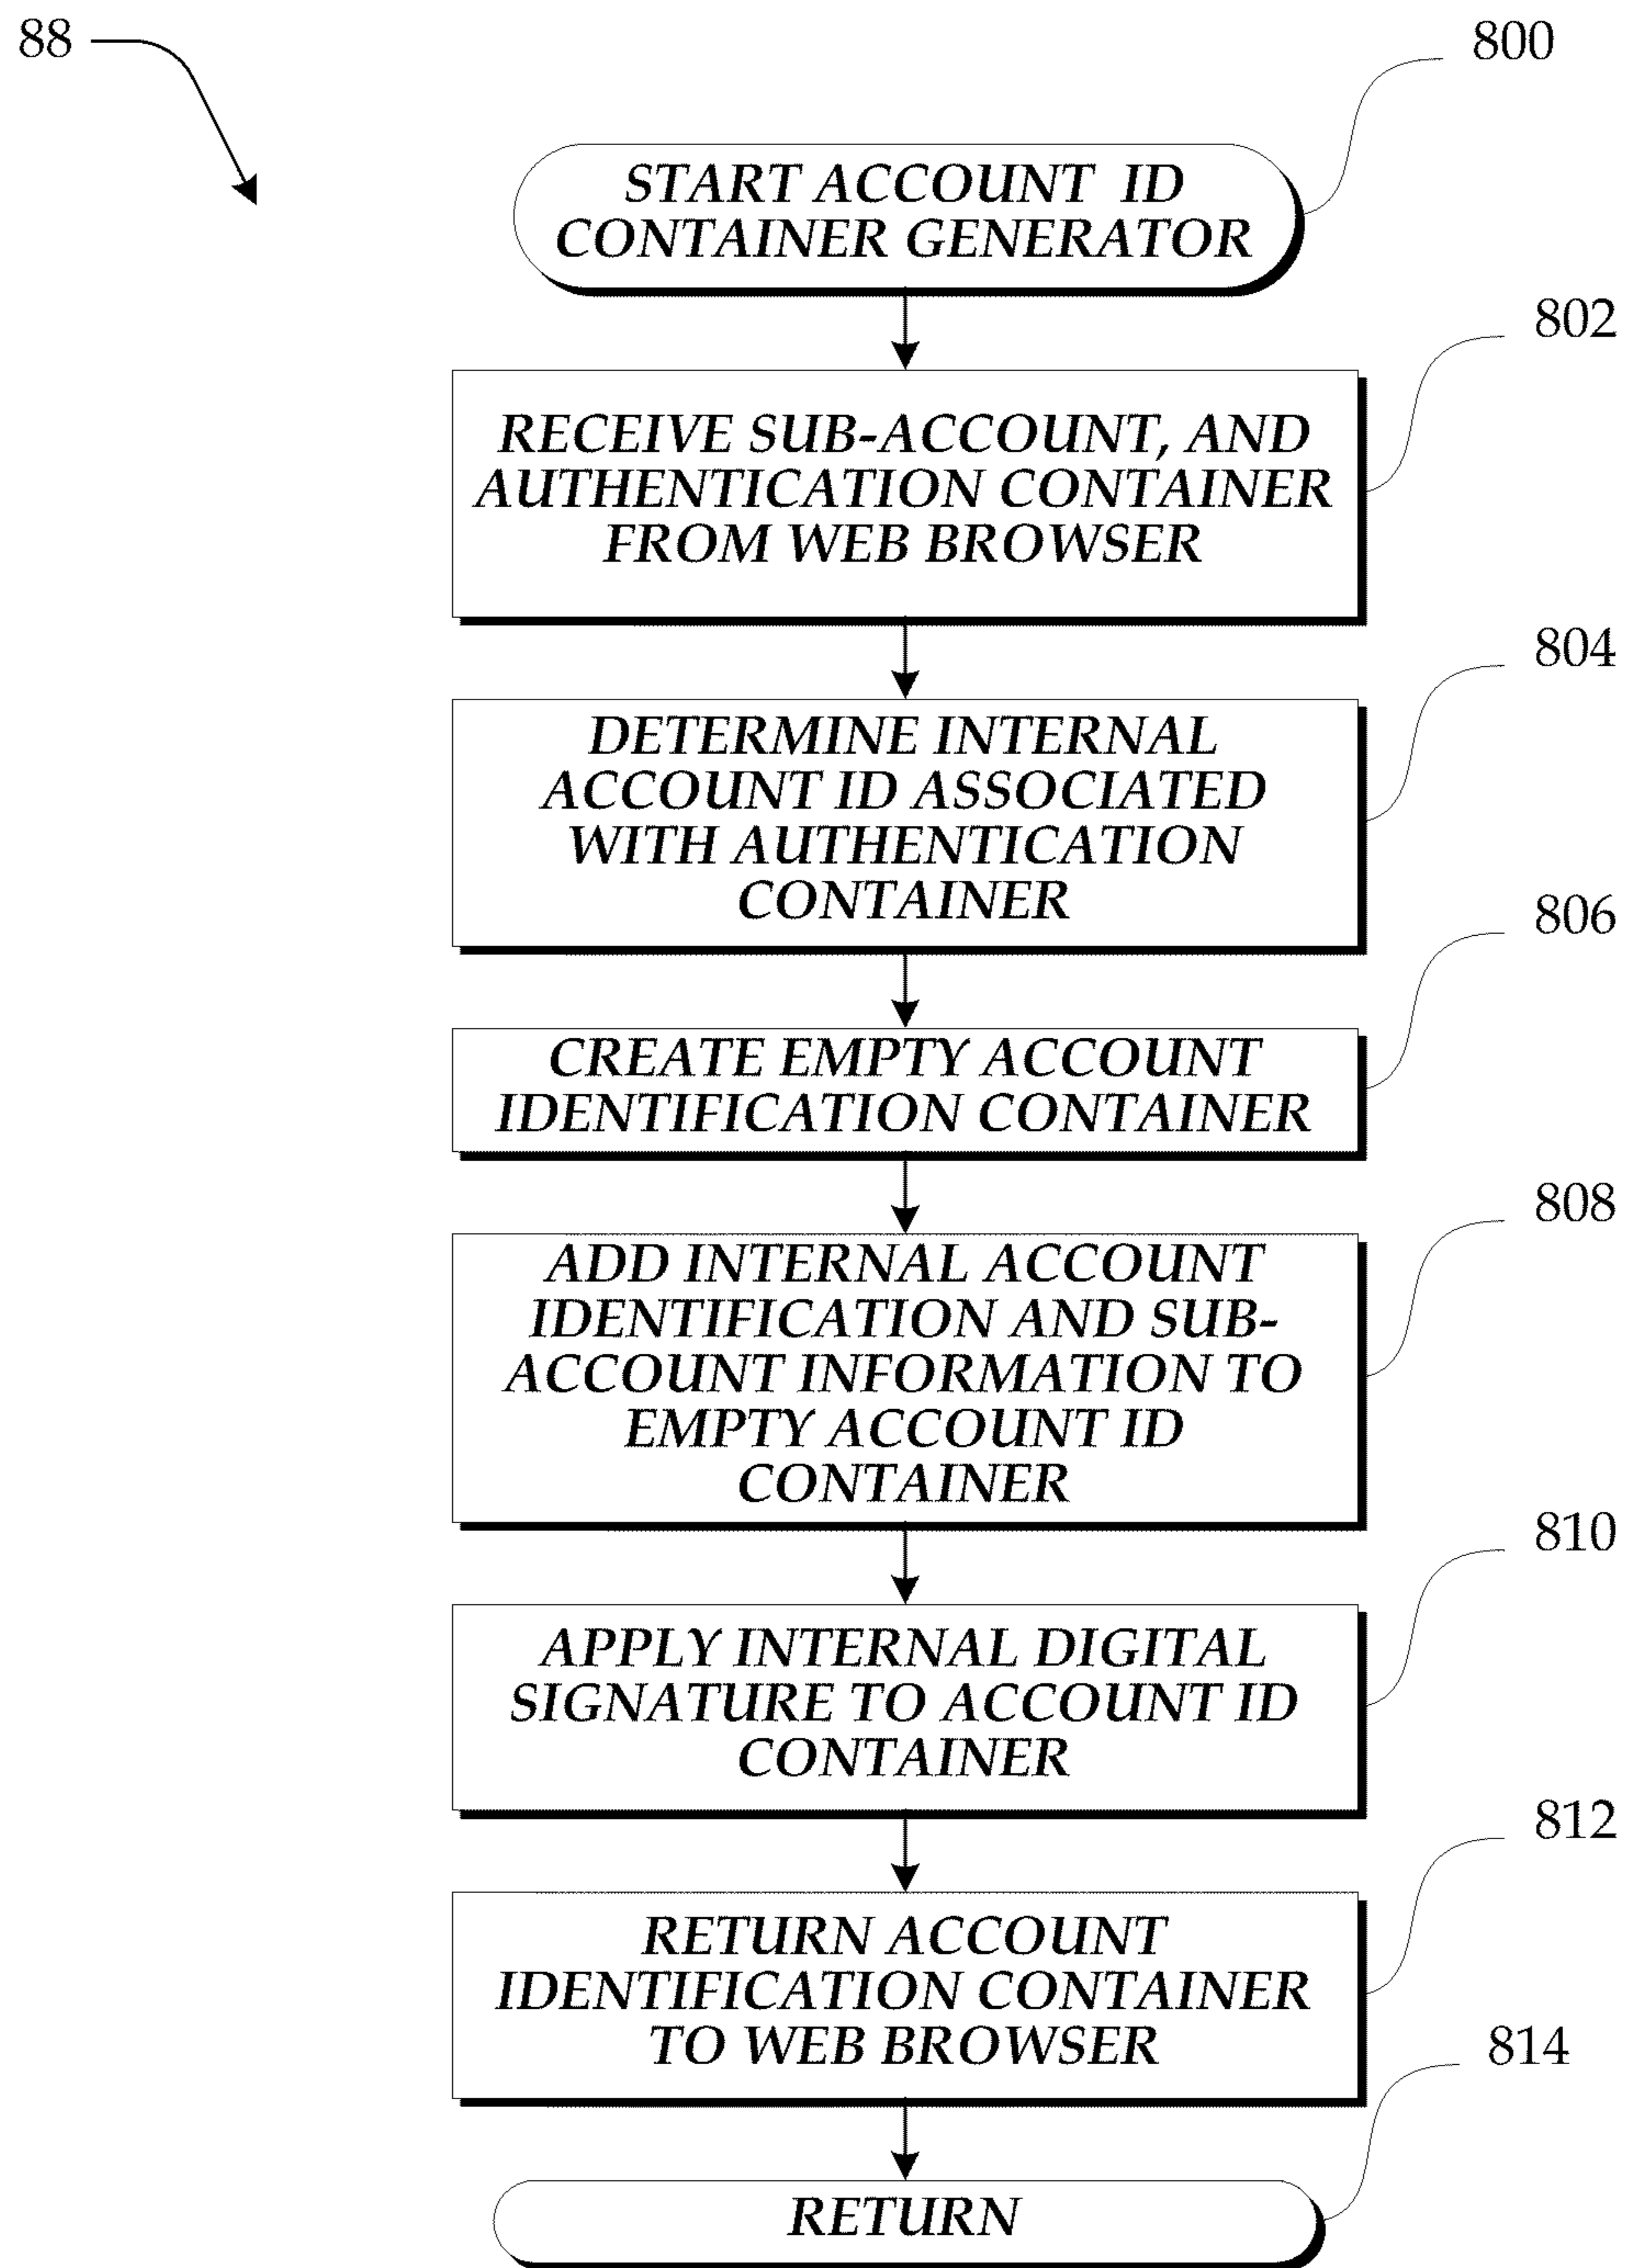 88
800
START ACCOUNT ID
CONTAINER GENERATOR
802
RECEIVE SUB-ACCOUNT, AND
AUTHENTICATION CONTAINER
FROM WEB BROWSER
804
DETERMINE INTERNAL
ACCOUNT ID ASSOCIATED
WITH AUTHENTICATION
CONTAINER
806
CREATE EMPTY ACCOUNT
IDENTIFICATION CONTAINER
808
ADD INTERNAL ACCOUNT
IDENTIFICATION AND SUB-
ACCOUNT INFORMATION TO
EMPTY ACCOUNT ID
CONTAINER
810
APPLY INTERNAL DIGITAL
SIGNATURE TO ACCOUNT ID
CONTAINER
812
RETURN ACCOUNT
IDENTIFICATION CONTAINER
TO WEB BROWSER
814
RETURN